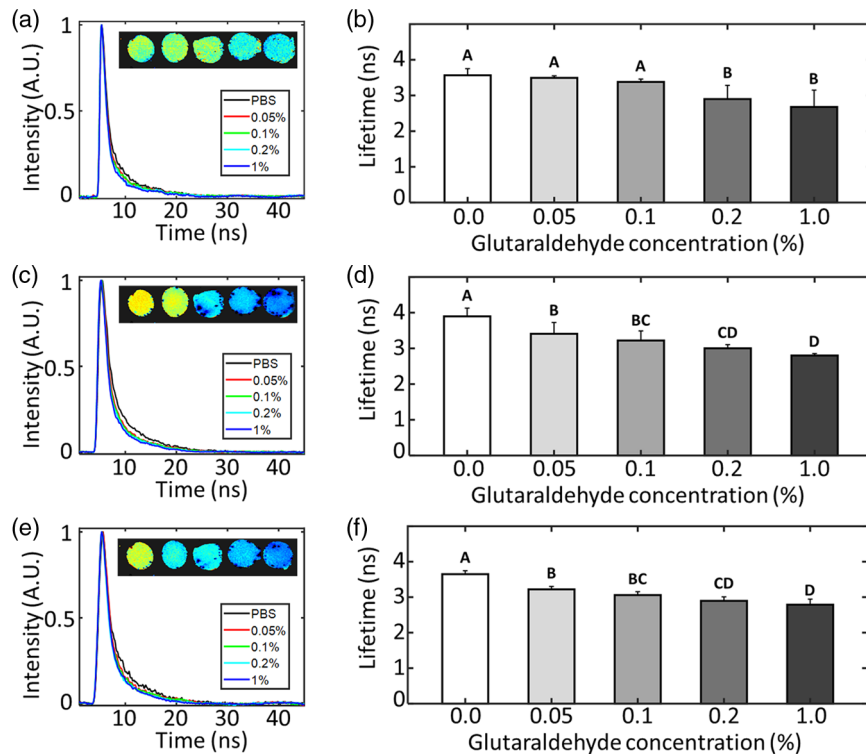 (a)
1
0.5
0
Intensity (A.U.)
PBS
0.05%
0.1%
0.2%
1%
10 20 30 40
Time (ns)
(b)
4
3
2
1
0
Lifetime (ns)
A A A B B
0.0 0.05 0.1 0.2 1.0
Glutaraldehyde concentration (%)
(c)
1
0.5
0
Intensity (A.U.)
PBS
0.05%
0.1%
0.2%
1%
10 20 30 40
Time (ns)
(d)
4
3
2
1
0
Lifetime (ns)
A B BC CD D
0.0 0.05 0.1 0.2 1.0
Glutaraldehyde concentration (%)
(e)
1
0.5
0
Intensity (A.U.)
PBS
0.05%
0.1%
0.2%
1%
10 20 30 40
Time (ns)
(f)
4
3
2
1
0
Lifetime (ns)
A B BC CD D
0.0 0.05 0.1 0.2 1.0
Glutaraldehyde concentration (%)